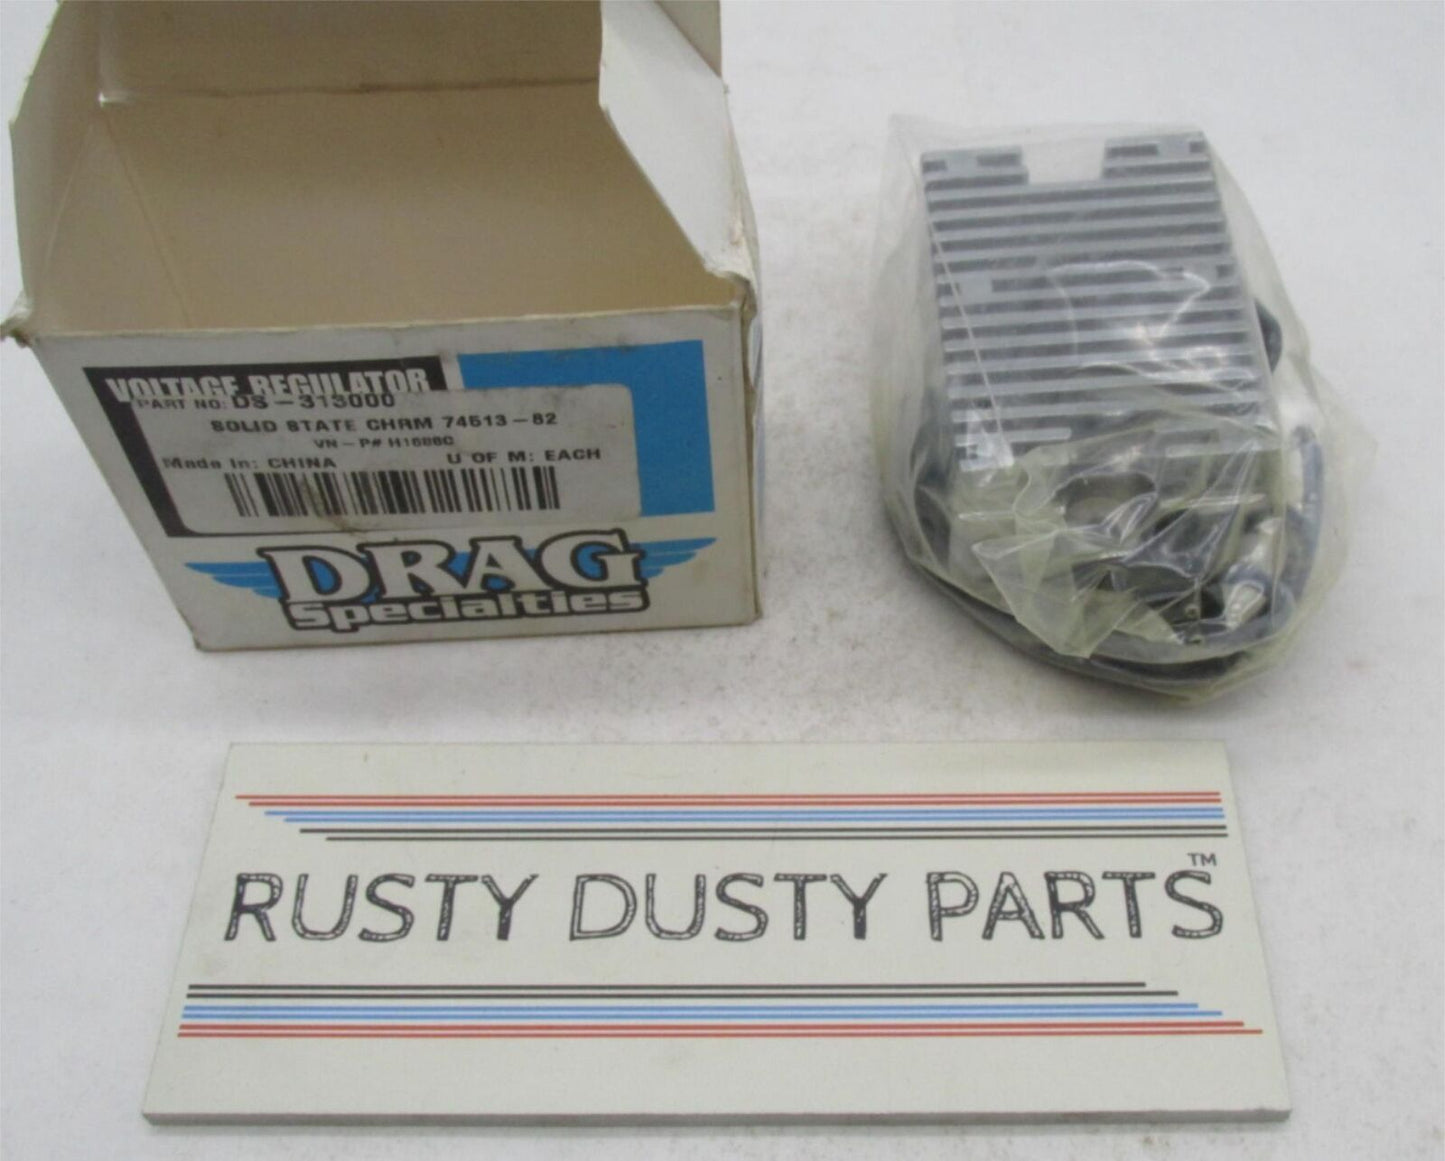 VOLTAGE REGULATOR
PART NO: DS-313000
SOLID STATE CHRM 74513-82
VN-P# H1686C
Made In: CHINA U OF M: EACH
DRAG
Specialties
RUSTY DUSTY PARTS™